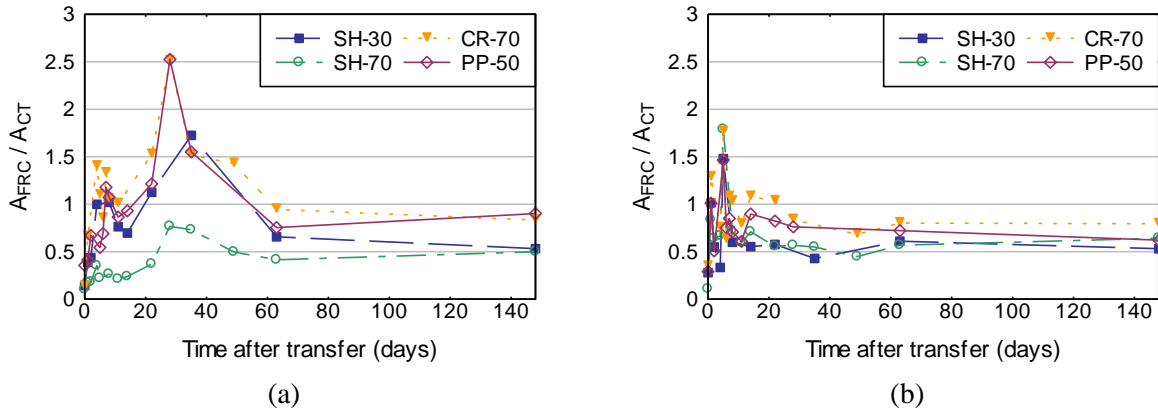 3
2.5
2
1.5
1
0.5
0
A_FRC / A_CT
SH-30 CR-70
SH-70 PP-50
0 20 40 60 80 100 120 140
Time after transfer (days)
(a)
3
2.5
2
1.5
1
0.5
0
A_FRC / A_CT
SH-30 CR-70
SH-70 PP-50
0 20 40 60 80 100 120 140
Time after transfer (days)
(b)